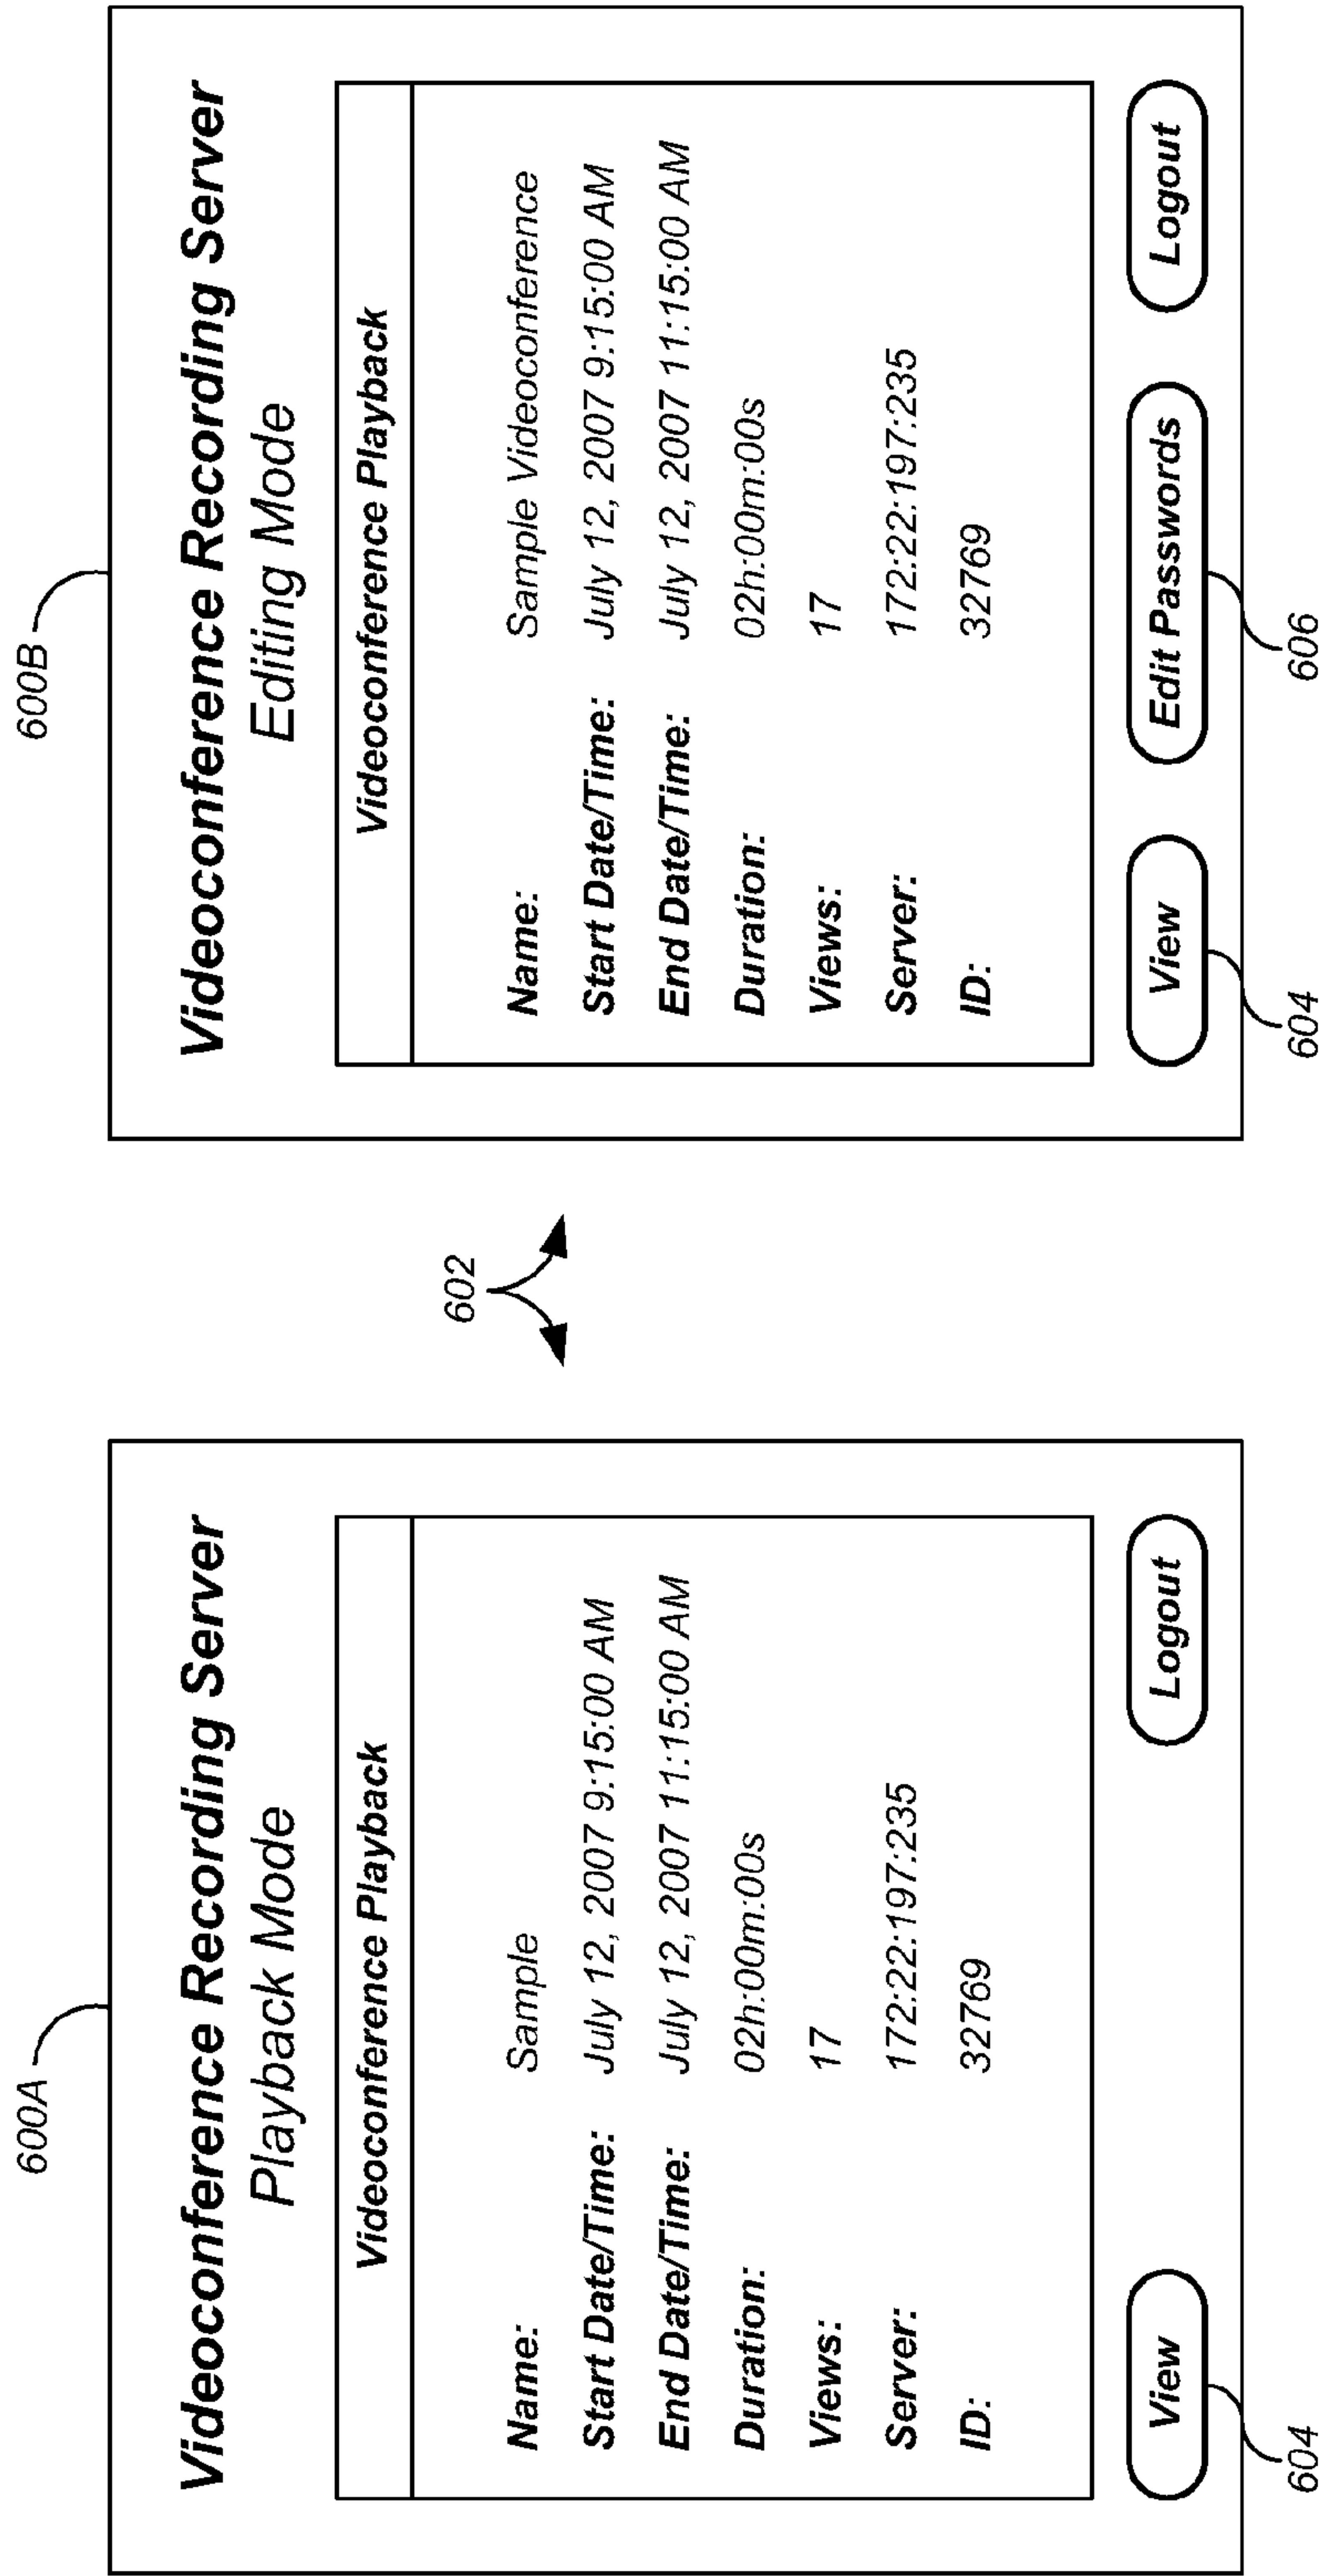 600A
Videoconference Recording Server
Playback Mode
Videoconference Playback
Name: Sample
Start Date/Time: July 12, 2007 9:15:00 AM
End Date/Time: July 12, 2007 11:15:00 AM
Duration: 02h:00m:00s
Views: 17
Server: 172:22:197:235
ID: 32769
View Logout
604
602
600B
Videoconference Recording Server
Editing Mode
Videoconference Playback
Name: Sample Videoconference
Start Date/Time: July 12, 2007 9:15:00 AM
End Date/Time: July 12, 2007 11:15:00 AM
Duration: 02h:00m:00s
Views: 17
Server: 172:22:197:235
ID: 32769
View Edit Passwords Logout
604 606